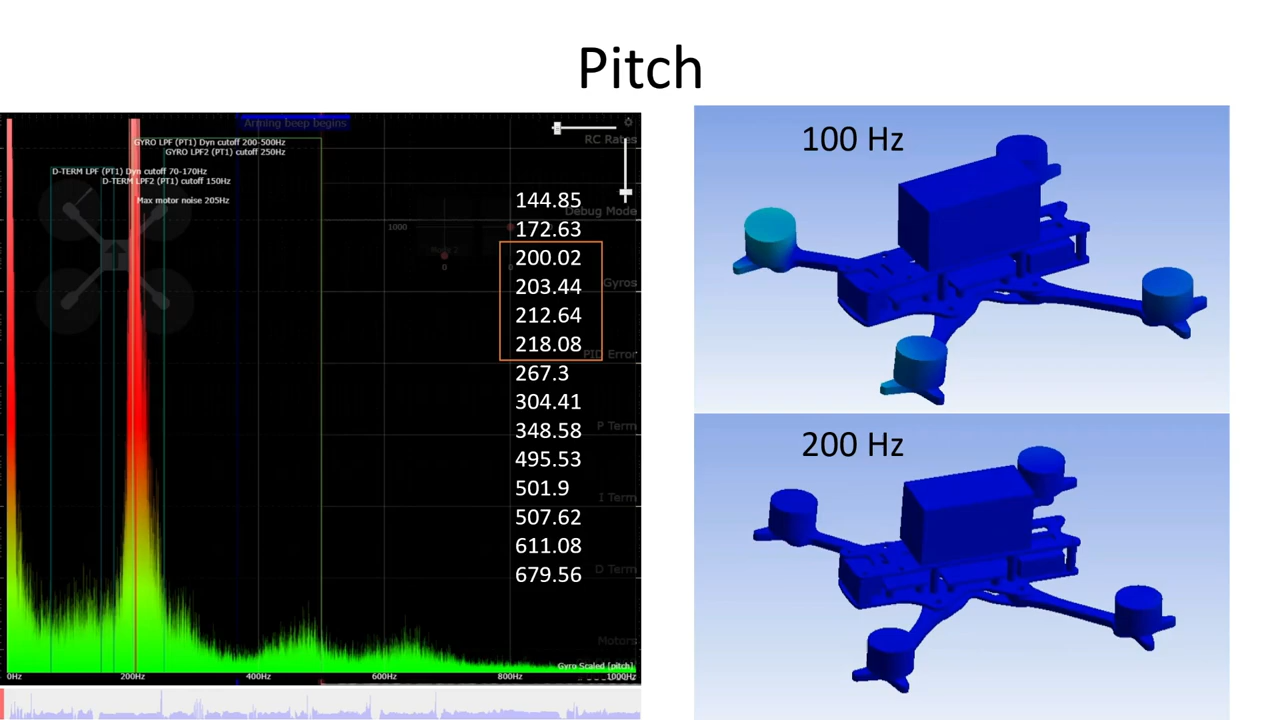 Pitch
Arming beep begins
GYRO LPF (PT1) Dyn cutoff 200-500Hz
GYRO LPF2 (PT1) cutoff 250Hz
D-TERM LPF (PT1) Dyn cutoff 70-170Hz
D-TERM LPF2 (PT1) cutoff 150Hz
Max motor noise 205Hz
RC Rates
Debug Mode
1000
0
0
Gyros
PID Error
P Term
I Term
D Term
Motors
144.85
172.63
200.02
203.44
212.64
218.08
267.3
304.41
348.58
495.53
501.9
507.62
611.08
679.56
Gyro Scaled [pitch]
0Hz
200Hz
400Hz
600Hz
800Hz
1000Hz
100 Hz
200 Hz